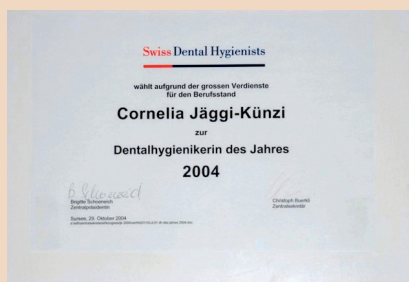 Swiss Dental Hygienists
wählt aufgrund der grossen Verdienste
für den Berufsstand
Cornelia Jäggi-Künzi
zur
Dentalhygienikerin des Jahres
2004
Brigitte Schoeneich
Zentralpräsidentin
Christoph Buerki
Zentralsekretär
Sursee, 29. Oktober 2004